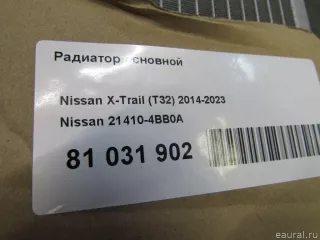 Радиатор основной
Nissan X-Trail (T32) 2014-2023
Nissan 21410-4BB0A
81 031 902
eaural.ru